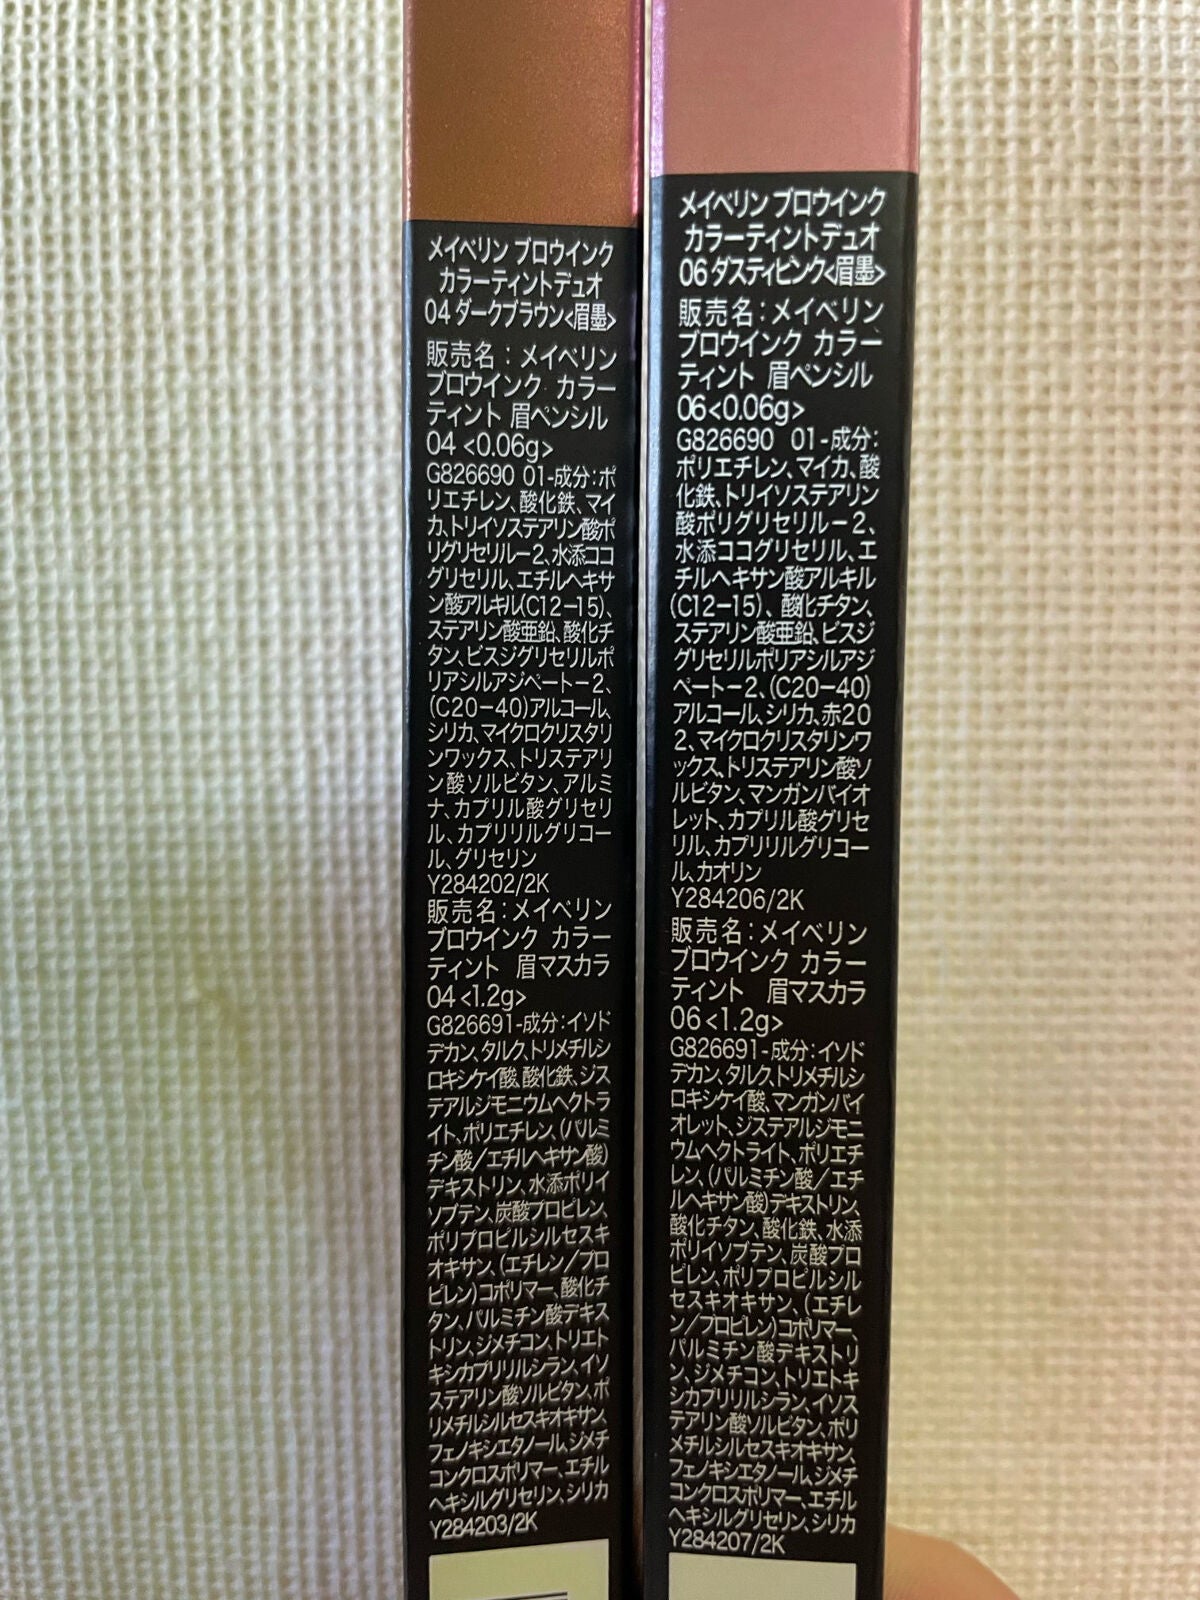 メイベリン ブロウインク
カラーティントデュオ
04 ダークブラウン<眉墨>
販売名：メイベリン
ブロウインク カラー
ティント 眉ペンシル
04 <0.06g>
G826690 01-成分：ポ
リエチレン、酸化鉄、マイ
カ、トリイソステアリン酸ポ
リグリセリル－2、水添ココ
グリセリル、エチルヘキサ
ン酸アルキル(C12－15)、
ステアリン酸亜鉛、酸化チ
タン、ビスジグリセリルポ
リアシルアジペート－2、
(C20－40)アルコール、
シリカ、マイクロクリスタリ
ンワックス、トリステアリ
ン酸ソルビタン、アルミ
ナ、カプリル酸グリセリ
ル、カプリリルグリコー
ル、グリセリン
Y284202/2K
販売名：メイベリン
ブロウインク カラー
ティント 眉マスカラ
04 <1.2g>
G826691-成分：イソド
デカン、タルク、トリメチルシ
ロキシケイ酸、酸化鉄、ジス
テアルジモニウムヘクトラ
イト、ポリエチレン、(パルミ
チン酸／エチルヘキサン酸)
デキストリン、水添ポリイ
ソブテン、炭酸プロピレン、
ポリプロピルシルセスキ
オキサン、(エチレン／プロ
ピレン)コポリマー、酸化チ
タン、パルミチン酸デキス
トリン、ジメチコン、トリエト
キシカプリリルシラン、イソ
ステアリン酸ソルビタン、ポ
リメチルシルセスキオキサン、
フェノキシエタノール、ジメチ
コンクロスポリマー、エチル
ヘキシルグリセリン、シリカ
Y284203/2K
メイベリン ブロウインク
カラーティントデュオ
06 ダスティピンク<眉墨>
販売名：メイベリン
ブロウインク カラー
ティント 眉ペンシル
06<0.06g>
G826690 01-成分：
ポリエチレン、マイカ、酸
化鉄、トリイソステアリン
酸ポリグリセリル－2、
水添ココグリセリル、エ
チルヘキサン酸アルキル
(C12－15)、酸化チタン、
ステアリン酸亜鉛、ビスジ
グリセリルポリアシルアジ
ペート－2、(C20－40)
アルコール、シリカ、赤20
2、マイクロクリスタリンワ
ックス、トリステアリン酸ソ
ルビタン、マンガンバイオ
レット、カプリル酸グリセ
リル、カプリリルグリコー
ル、カオリン
Y284206/2K
販売名：メイベリン
ブロウインク カラー
ティント 眉マスカラ
06<1.2g>
G826691-成分：イソド
デカン、タルク、トリメチルシ
ロキシケイ酸、マンガンバイ
オレット、ジステアルジモニ
ウムヘクトライト、ポリエチ
レン、(パルミチン酸／エチ
ルヘキサン酸)デキストリン、
酸化チタン、酸化鉄、水添
ポリイソブテン、炭酸プロ
ピレン、ポリプロピルシル
セスキオキサン、(エチレ
ン／プロピレン)コポリマー、
パルミチン酸デキストリ
ン、ジメチコン、トリエトキ
シカプリリルシラン、イソス
テアリン酸ソルビタン、ポリ
メチルシルセスキオキサン、
フェノキシエタノール、ジメチ
コンクロスポリマー、エチル
ヘキシルグリセリン、シリカ
Y284207/2K